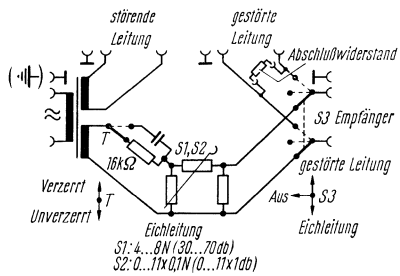 störende
Leitung
gestörte
Leitung
Abschlußwiderstand
(⏚)
≈
T
S1,S2
16kΩ
S3 Empfänger
gestörte Leitung
Verzerrt
T
Unverzerrt
Aus
S3
Eichleitung
Eichleitung
S1: 4...8N (30...70db)
S2: 0...11x0,1N (0...11x1db)